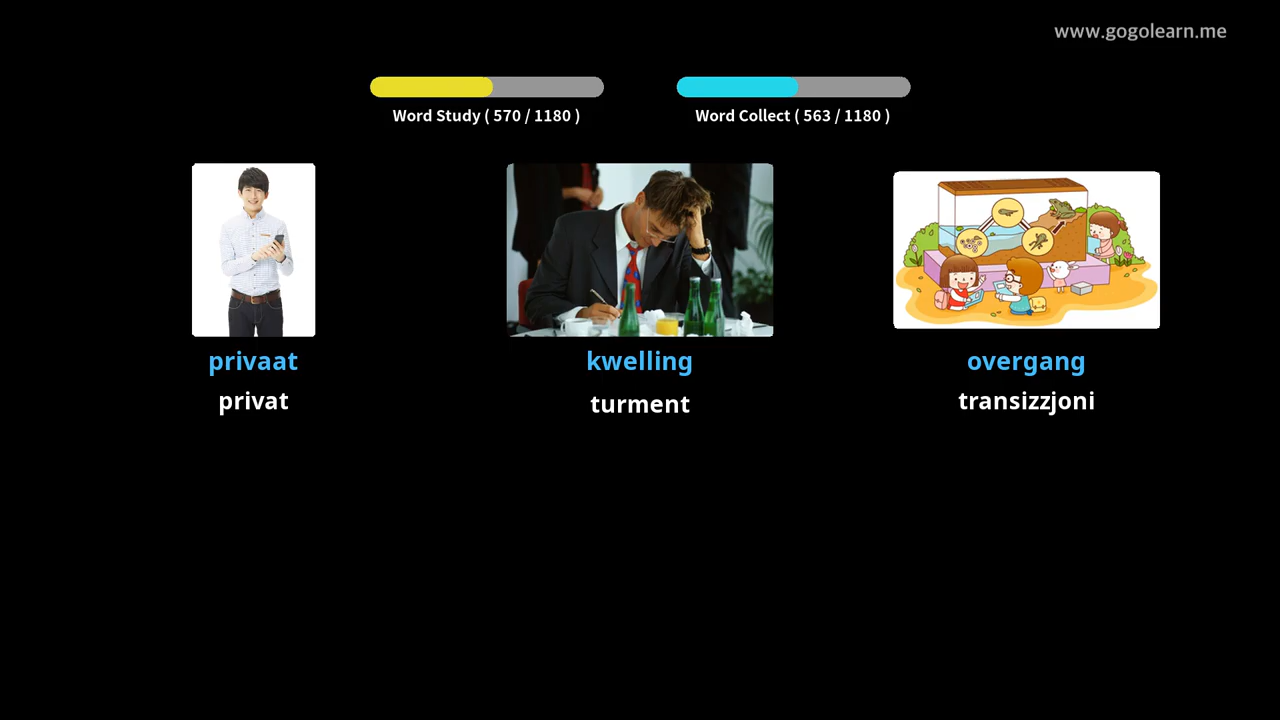 www.gogolearn.me
Word Study ( 570 / 1180 )
Word Collect ( 563 / 1180 )
privaat
privat
kwelling
turment
overgang
transizzjoni